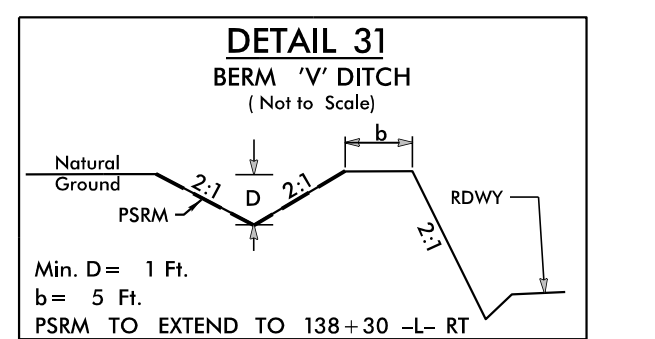 DETAIL 31
BERM 'V' DITCH
( Not to Scale)
b
Natural
Ground
2:1
D
2:1
PSRM
2:1
RDWY
Min. D= 1 Ft.
b= 5 Ft.
PSRM TO EXTEND TO 138+30 -L- RT